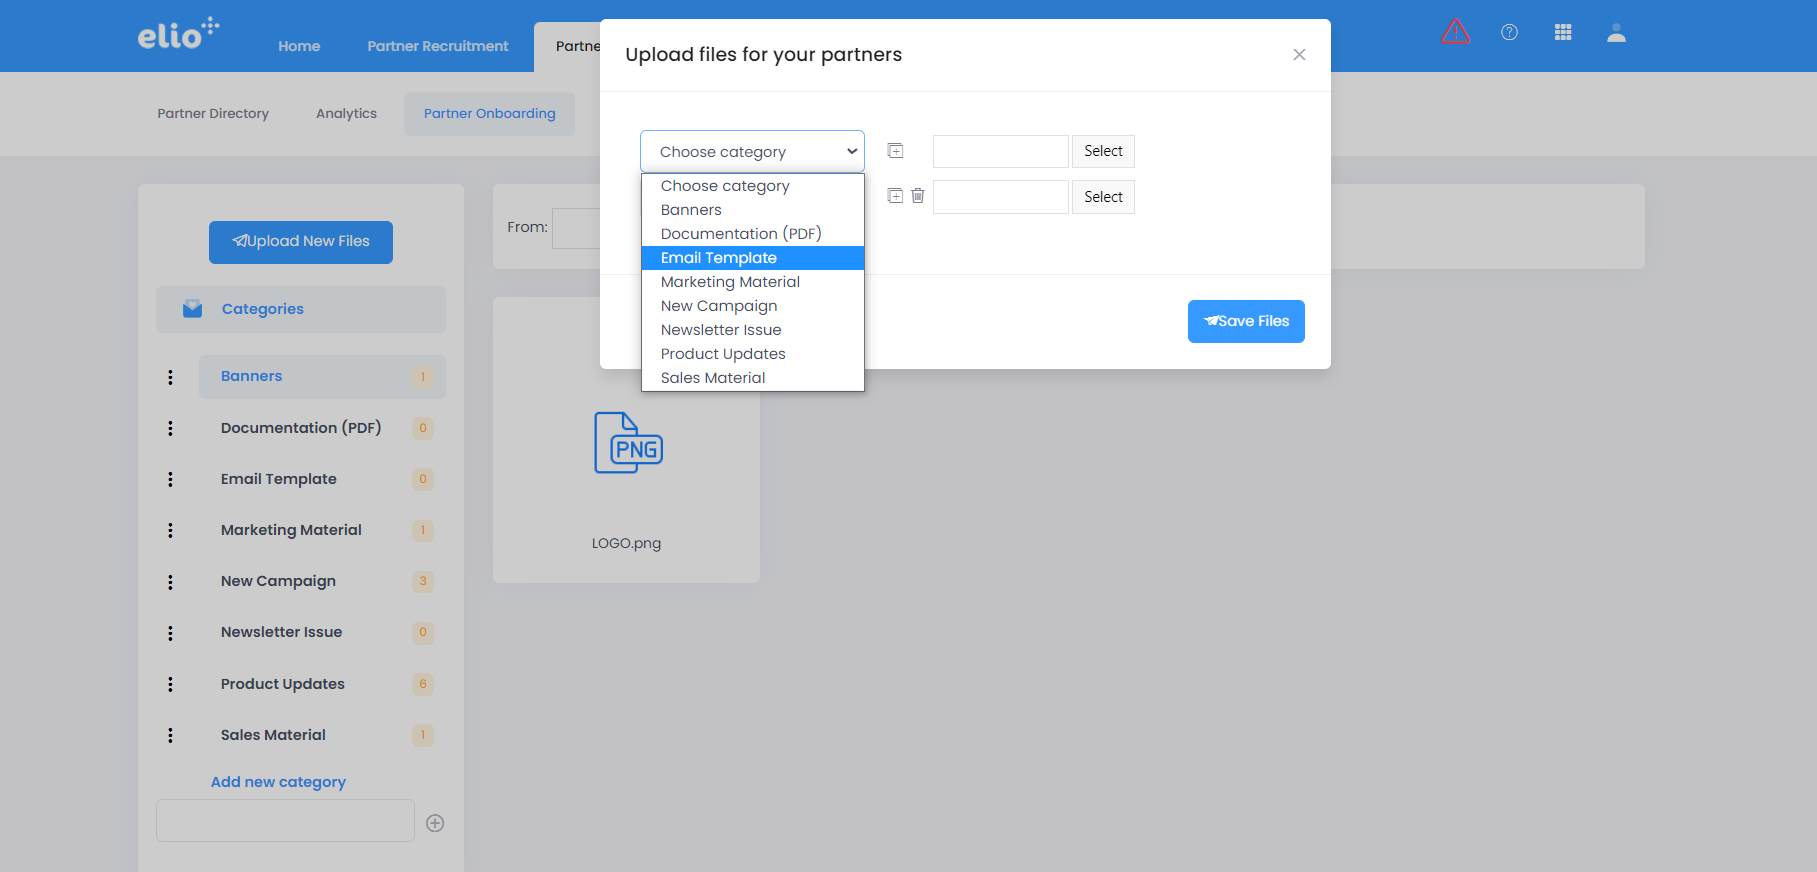 elio
Home
Partner Recruitment
Partne
Upload files for your partners
Partner Directory
Analytics
Partner Onboarding
Choose category
Select
Choose category
Banners
Documentation (PDF)
Email Template
Marketing Material
New Campaign
Newsletter Issue
Product Updates
Sales Material
Select
Save Files
Upload New Files
From:
Categories
Banners 1
Documentation (PDF) 0
Email Template 0
Marketing Material 1
New Campaign 3
Newsletter Issue 0
Product Updates 6
Sales Material 1
Add new category
PNG
LOGO.png